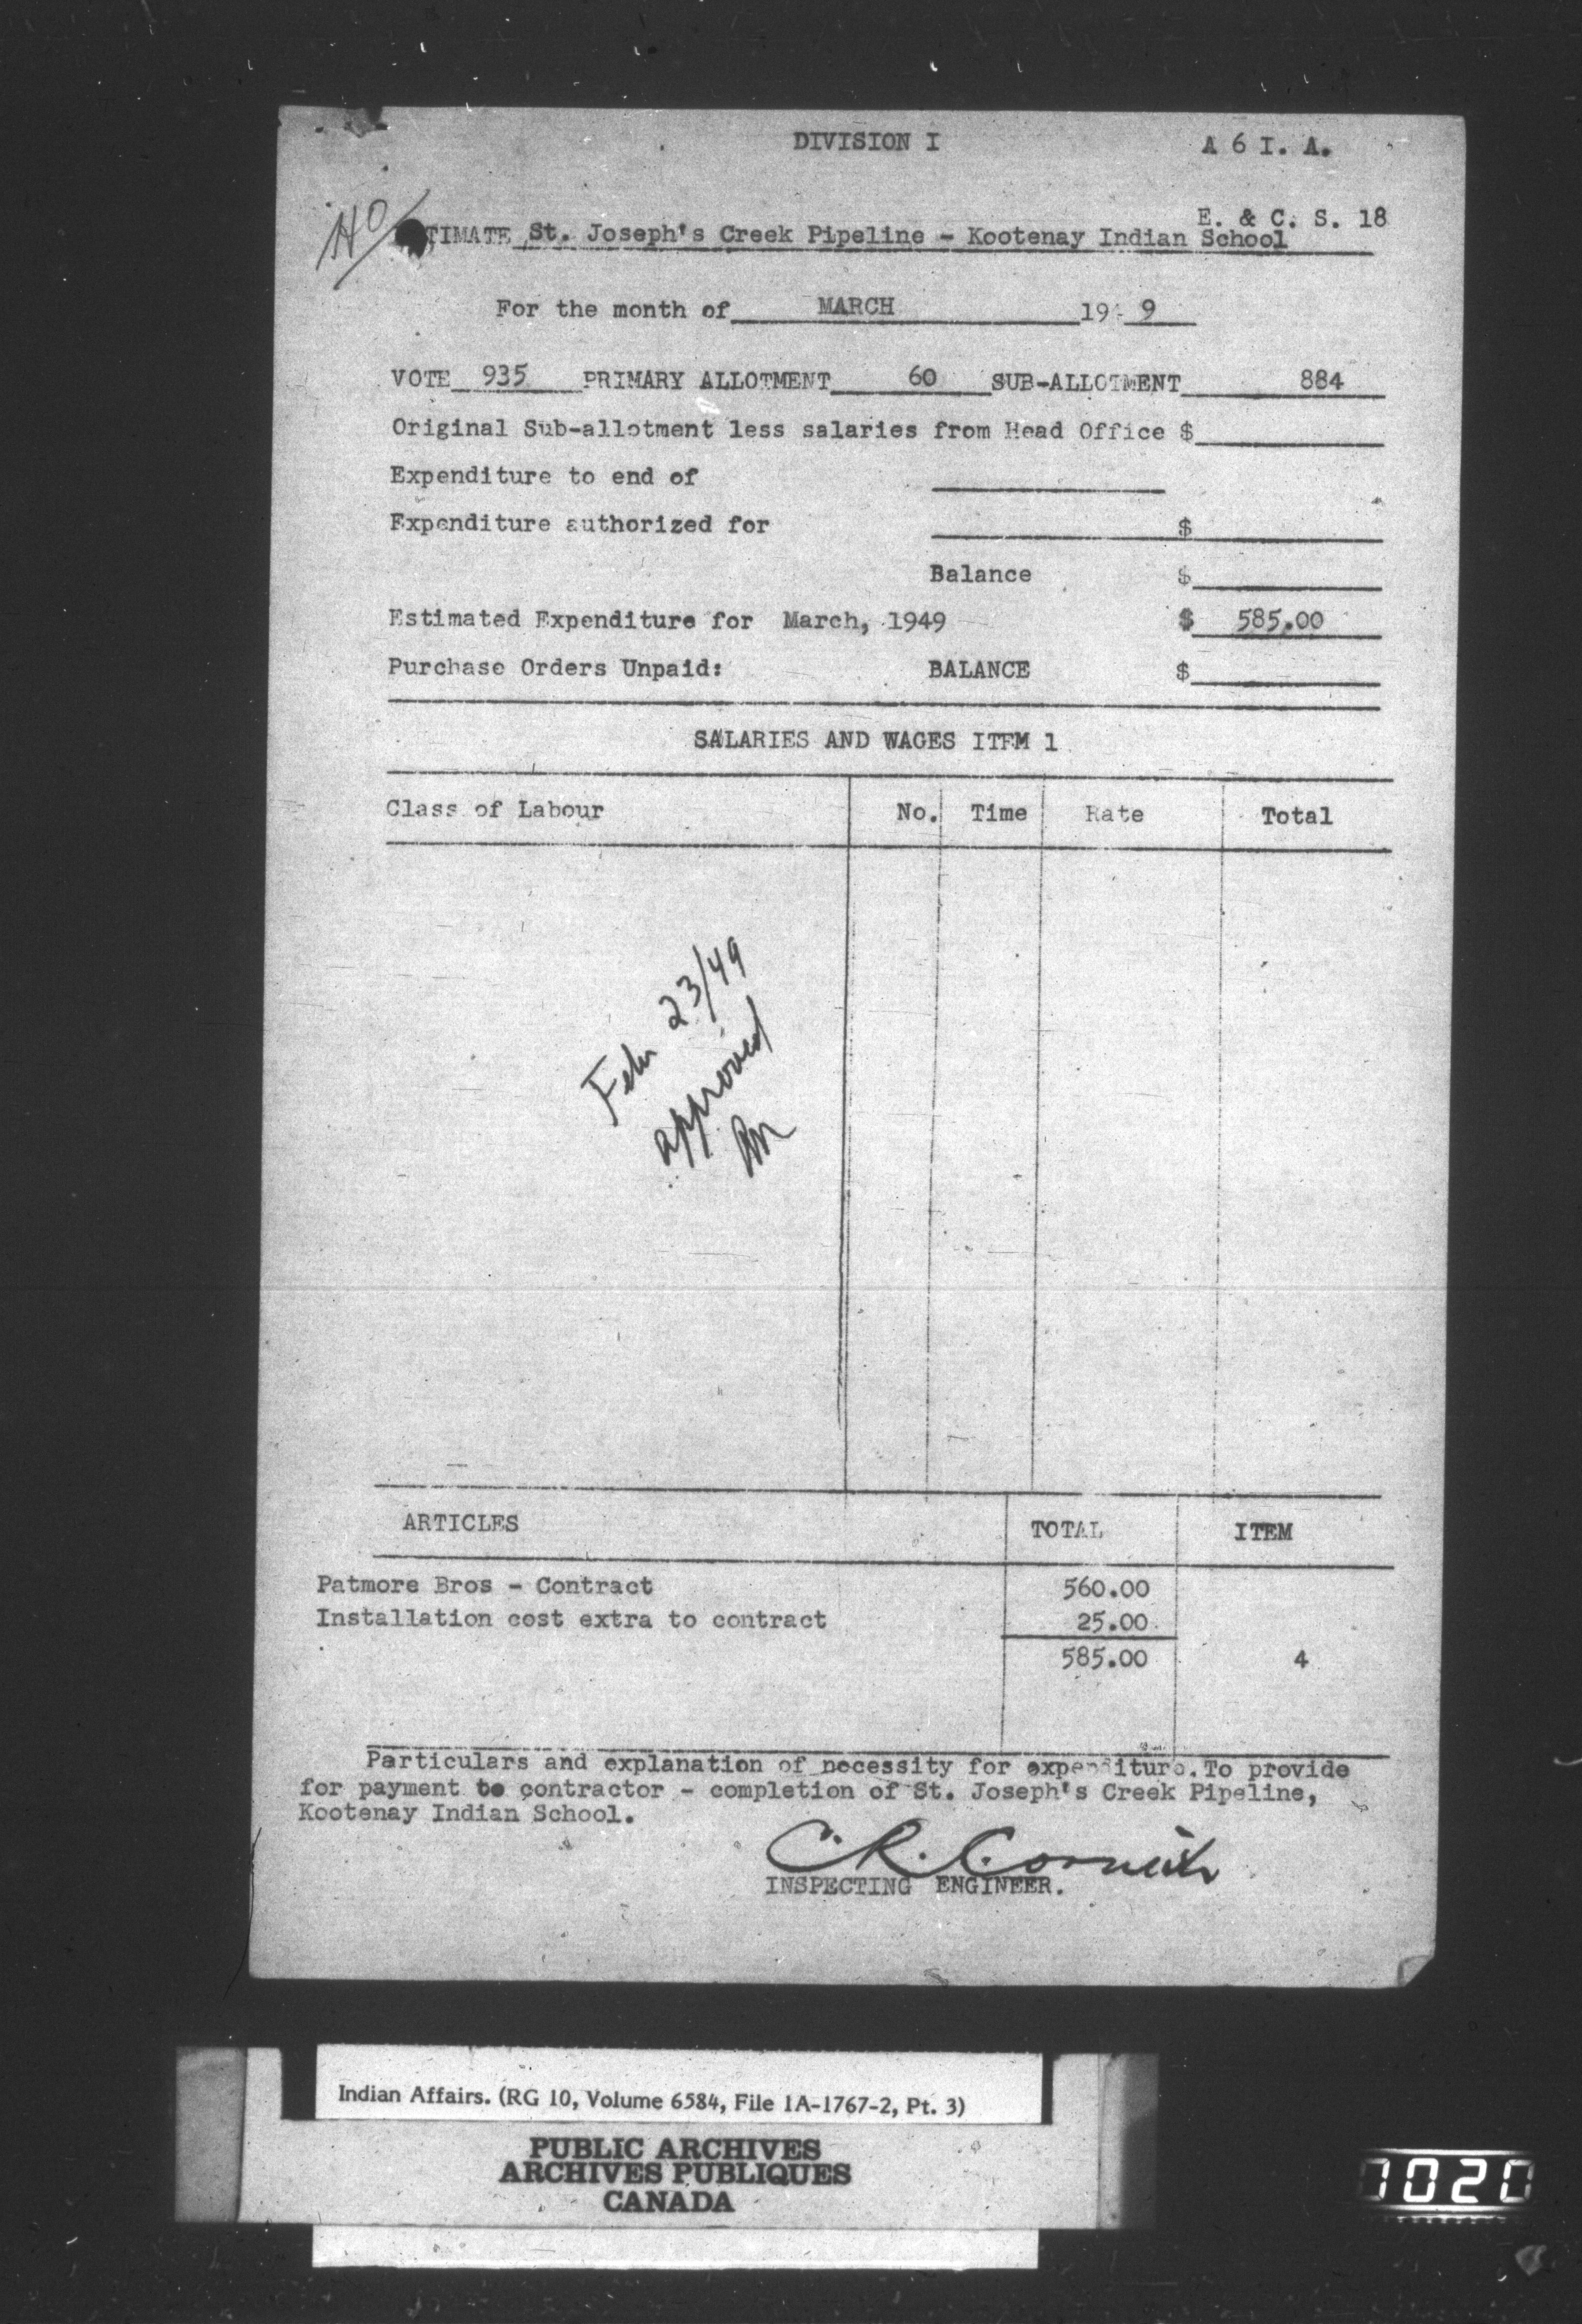 DIVISION I
A 6 I. A.
HO
E. & C. S. 18
TIMATE St. Joseph's Creek Pipeline - Kootenay Indian School
For the month of MARCH 19 9
VOTE 935 PRIMARY ALLOTMENT 60 SUB-ALLOTMENT 884
Original Sub-allotment less salaries from Head Office $
Expenditure to end of
Expenditure authorized for $
Balance $
Estimated Expenditure for March, 1949 $ 585.00
Purchase Orders Unpaid: BALANCE $
SALARIES AND WAGES ITEM 1
Class of Labour No. Time Rate Total
Feb 23/49
approved
ARTICLES TOTAL ITEM
Patmore Bros - Contract 560.00
Installation cost extra to contract 25.00
585.00 4
Particulars and explanation of necessity for expenditure. To provide
for payment to contractor - completion of St. Joseph's Creek Pipeline,
Kootenay Indian School.
C.R. Cornish
INSPECTING ENGINEER.
Indian Affairs. (RG 10, Volume 6584, File 1A-1767-2, Pt. 3)
PUBLIC ARCHIVES
ARCHIVES PUBLIQUES
CANADA
1020